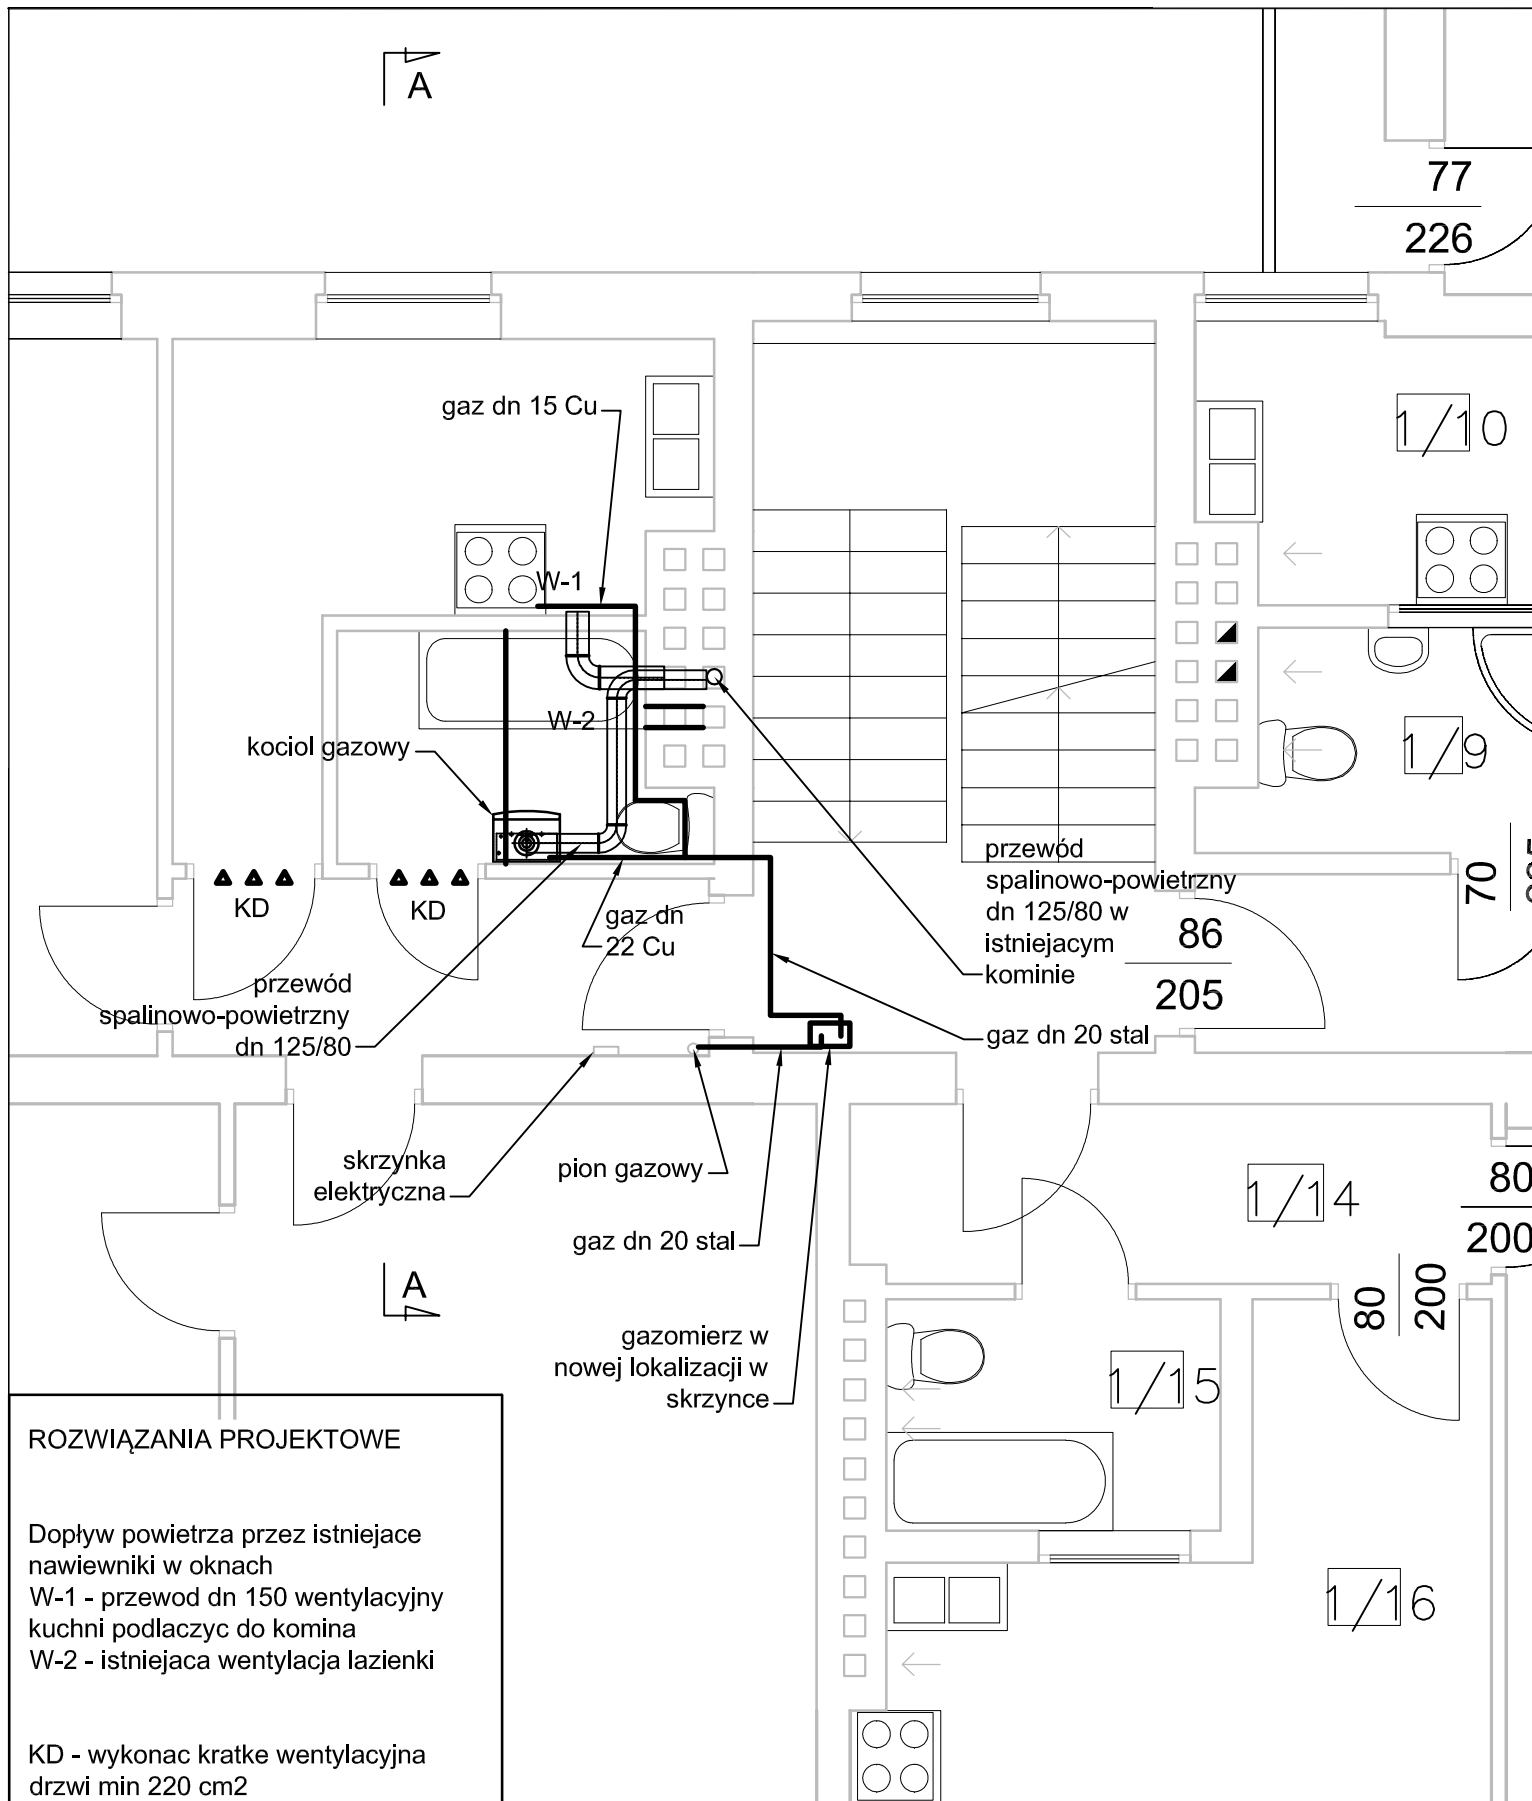 A
77
226
gaz dn 15 Cu
1/10
W-1
W-2
kociol gazowy
1/9
przewód
spalinowo-powietrzny
dn 125/80 w
istniejacym
kominie
70
KD
KD
gaz dn
22 Cu
86
205
przewód
spalinowo-powietrzny
dn 125/80
gaz dn 20 stal
skrzynka
elektryczna
pion gazowy
1/14
80
200
gaz dn 20 stal
A
80
200
gazomierz w
nowej lokalizacji w
skrzynce
1/15
ROZWIĄZANIA PROJEKTOWE
Dopływ powietrza przez istniejace
nawiewniki w oknach
W-1 - przewod dn 150 wentylacyjny
kuchni podlaczyc do komina
W-2 - istniejaca wentylacja lazienki
1/16
KD - wykonac kratke wentylacyjna
drzwi min 220 cm2